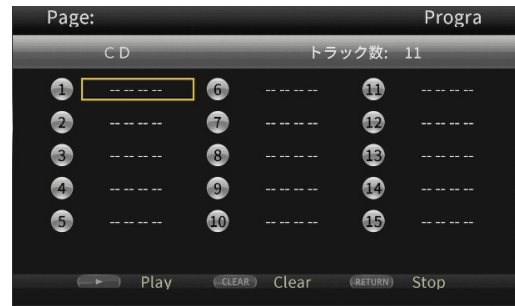 Page: Progra
CD トラック数: 11
1 -- -- -- -- 6 -- -- -- -- 11 -- -- -- --
2 -- -- -- -- 7 -- -- -- -- 12 -- -- -- --
3 -- -- -- -- 8 -- -- -- -- 13 -- -- -- --
4 -- -- -- -- 9 -- -- -- -- 14 -- -- -- --
5 -- -- -- -- 10 -- -- -- -- 15 -- -- -- --
Play CLEAR Clear RETURN Stop